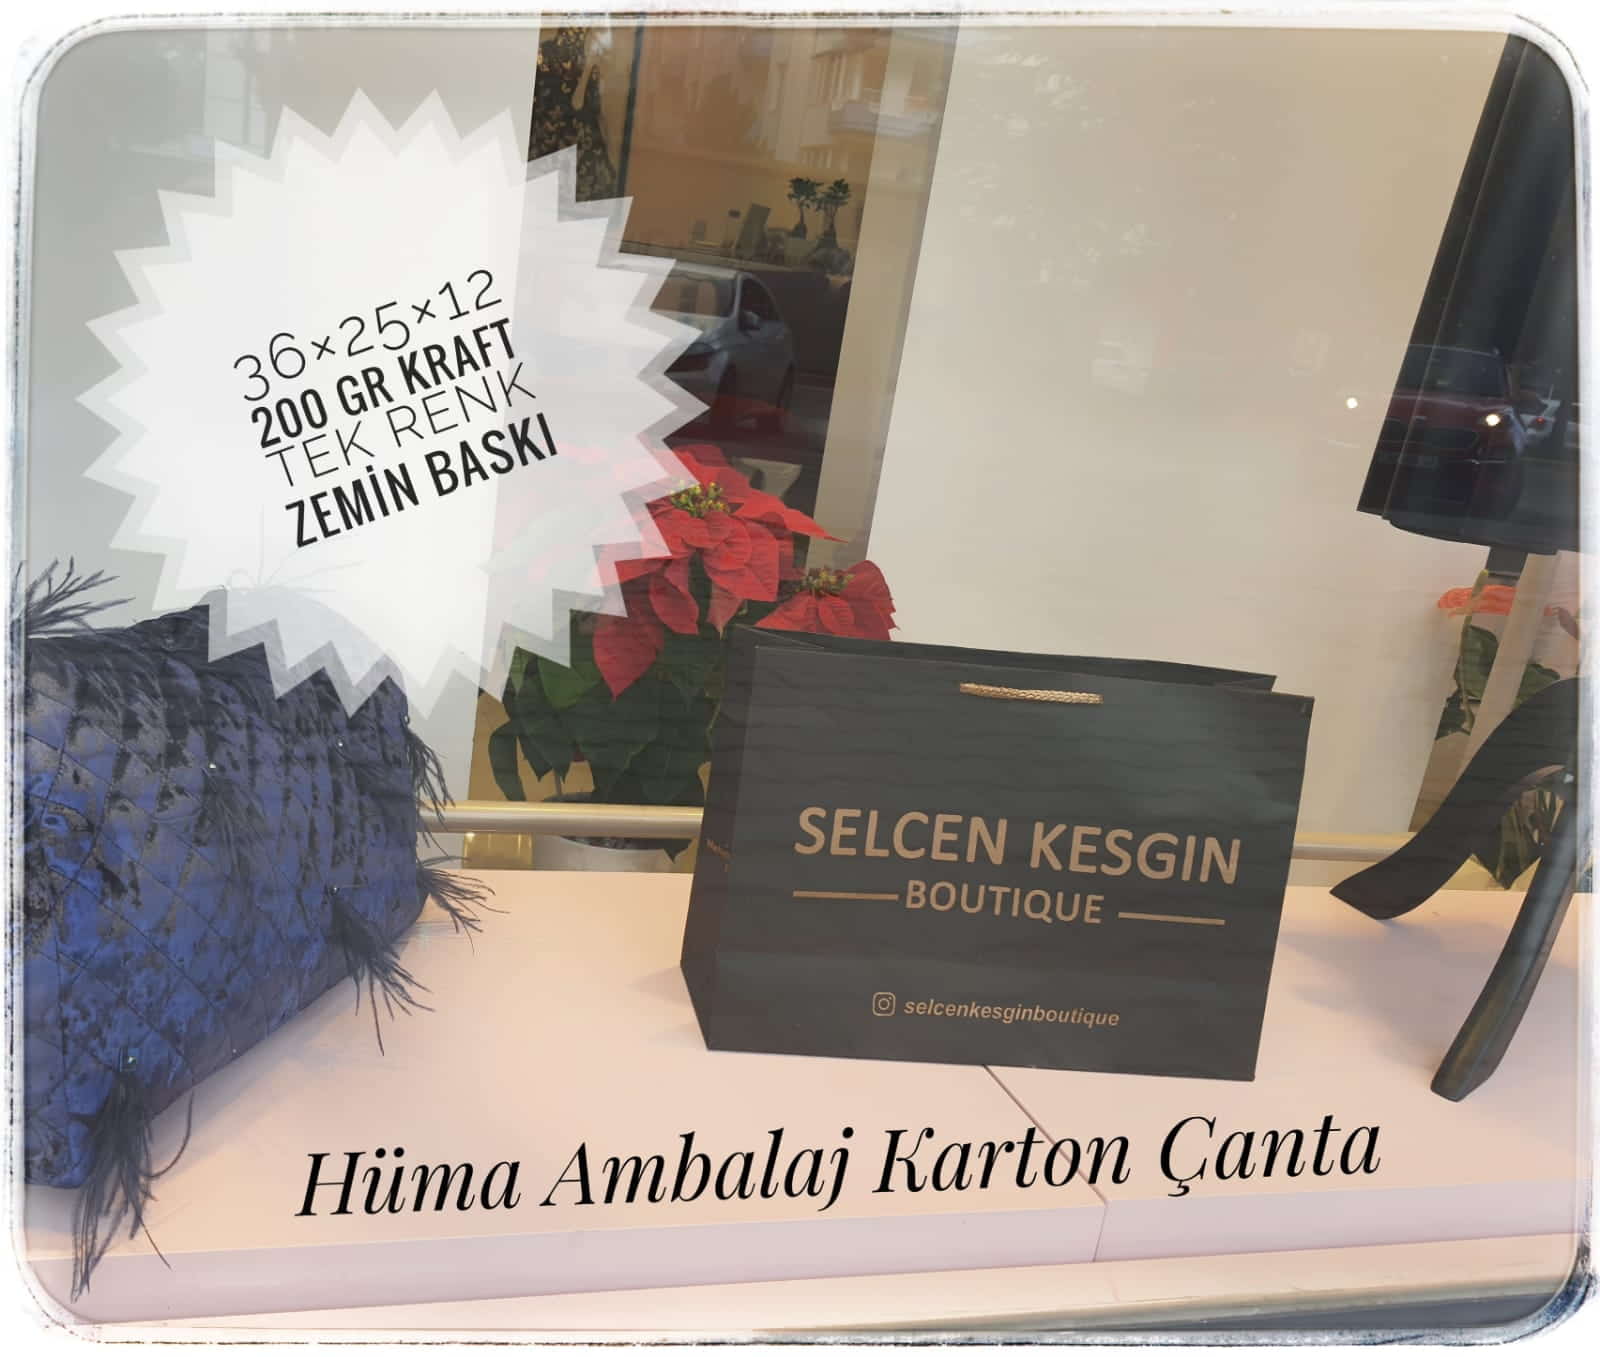 36×25×12
200 GR KRAFT
TEK RENK
ZEMİN BASKI
SELCEN KESGIN
BOUTIQUE
selcenkesginboutique
Hüma Ambalaj Karton Çanta